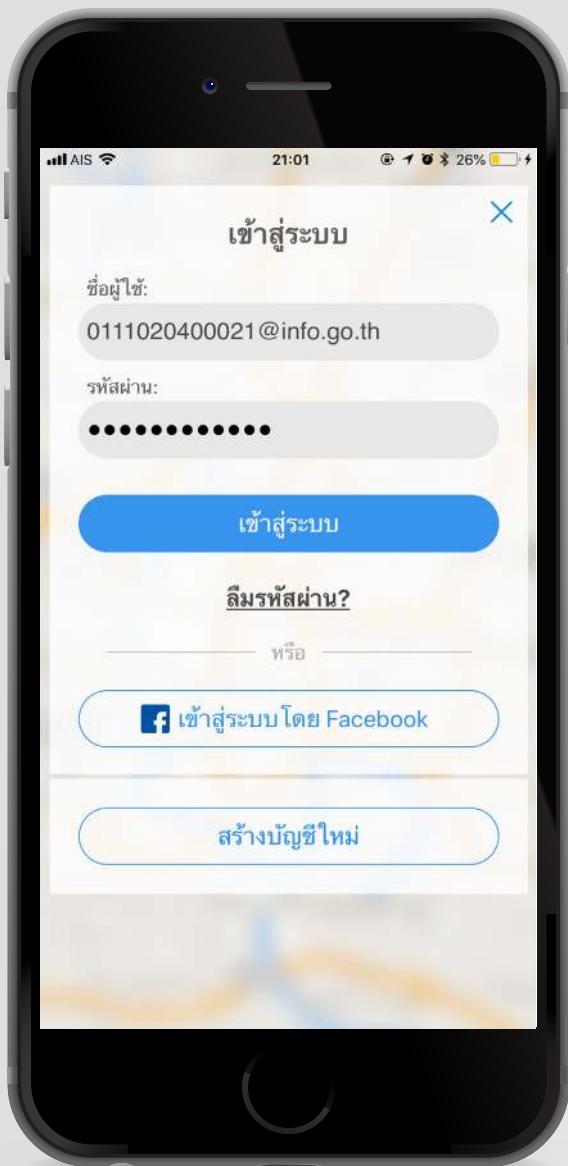 AIS 21:01 26%
เข้าสู่ระบบ
ชื่อผู้ใช้:
0111020400021@info.go.th
รหัสผ่าน:
●●●●●●●●●●●●
เข้าสู่ระบบ
ลืมรหัสผ่าน?
หรือ
เข้าสู่ระบบโดย Facebook
สร้างบัญชีใหม่